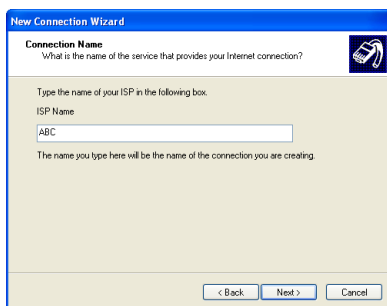 New Connection Wizard
Connection Name
What is the name of the service that provides your Internet connection?
Type the name of your ISP in the following box.
ISP Name
ABC
The name you type here will be the name of the connection you are creating.
< Back
Next >
Cancel